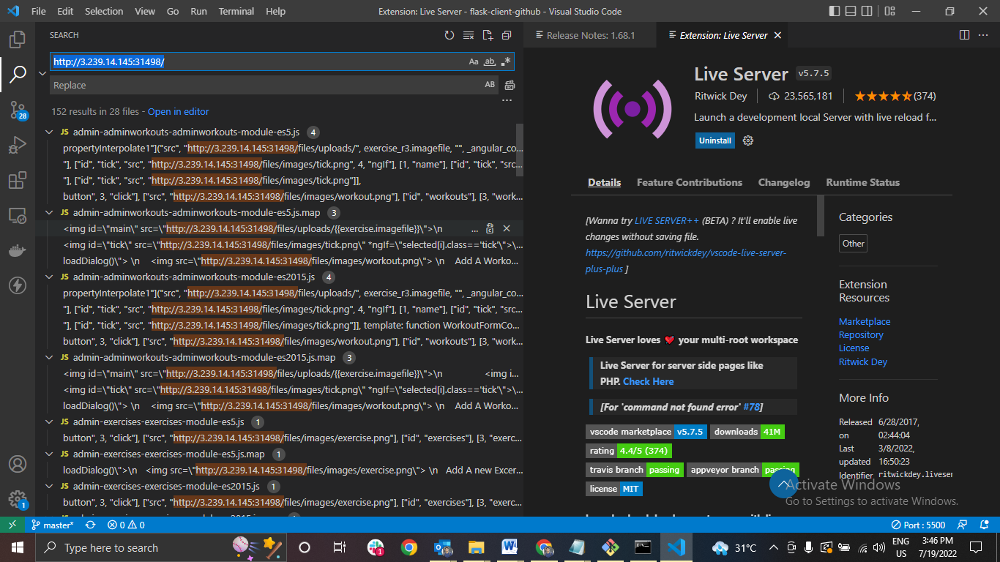 File Edit Selection View Go Run Terminal Help
Extension: Live Server - flask-client-github - Visual Studio Code
SEARCH
http://3.239.14.145:31498/
Aa ab .*
Replace
AB
152 results in 28 files - Open in editor
JS admin-adminworkouts-adminworkouts-module-es5.js 4
propertyInterpolate1"]("src", "http://3.239.14.145:31498/files/uploads/", exercise_r3.imagefile, "", _angular_co...
"], ["id", "tick", "src", "http://3.239.14.145:31498/files/images/tick.png", 4, "ngIf"], [1, "name"], ["id", "tick", "src...
"], ["id", "tick", "src", "http://3.239.14.145:31498/files/images/tick.png"]],
button", 3, "click"], ["src", "http://3.239.14.145:31498/files/images/workout.png"], ["id", "workouts"], [3, "work...
JS admin-adminworkouts-adminworkouts-module-es5.js.map 3
<img id=\"main\" src=\"http://3.239.14.145:31498/files/uploads/{{exercise.imagefile}}\">\n ...
<img id=\"tick\" src=\"http://3.239.14.145:31498/files/images/tick.png\" *ngIf=\"selected[i].class=='tick'\">\...
loadDialog()\"> \n <img src=\"http://3.239.14.145:31498/files/images/workout.png\"> \n Add A Worko...
JS admin-adminworkouts-adminworkouts-module-es2015.js 4
propertyInterpolate1"]("src", "http://3.239.14.145:31498/files/uploads/", exercise_r3.imagefile, "", _angular_co...
"], ["id", "tick", "src", "http://3.239.14.145:31498/files/images/tick.png", 4, "ngIf"], [1, "name"], ["id", "tick", "src...
"], ["id", "tick", "src", "http://3.239.14.145:31498/files/images/tick.png"]], template: function WorkoutFormCo...
button", 3, "click"], ["src", "http://3.239.14.145:31498/files/images/workout.png"], ["id", "workouts"], [3, "work...
JS admin-adminworkouts-adminworkouts-module-es2015.js.map 3
<img id=\"main\" src=\"http://3.239.14.145:31498/files/uploads/{{exercise.imagefile}}\">\n <img i...
<img id=\"tick\" src=\"http://3.239.14.145:31498/files/images/tick.png\" *ngIf=\"selected[i].class=='tick'\">\...
loadDialog()\"> \n <img src=\"http://3.239.14.145:31498/files/images/workout.png\"> \n Add A Worko...
JS admin-exercises-exercises-module-es5.js 1
button", 3, "click"], ["src", "http://3.239.14.145:31498/files/images/exercise.png"], ["id", "exercises"], [3, "exerc...
JS admin-exercises-exercises-module-es5.js.map 1
loadDialog()\">\n <img src=\"http://3.239.14.145:31498/files/images/exercise.png\"> \n Add A new Excer...
JS admin-exercises-exercises-module-es2015.js 1
button", 3, "click"], ["src", "http://3.239.14.145:31498/files/images/exercise.png"], ["id", "exercises"], [3, "exerc...
Release Notes: 1.68.1
Extension: Live Server
Live Server v5.7.5
Ritwick Dey 23,565,181 (374)
Launch a development local Server with live reload f...
Uninstall
Details Feature Contributions Changelog Runtime Status
[Wanna try LIVE SERVER++ (BETA) ? It'll enable live
changes without saving file.
https://github.com/ritwickdey/vscode-live-server-
plus-plus ]
Live Server
Live Server loves your multi-root workspace
Live Server for server side pages like
PHP. Check Here
[For 'command not found error' #78]
vscode marketplace v5.7.5 downloads 41M
rating 4.4/5 (374)
travis branch passing appveyor branch passing
license MIT
Categories
Other
Extension
Resources
Marketplace
Repository
License
Ritwick Dey
More Info
Released on 6/28/2017, 02:44:04
Last updated 3/8/2022, 16:50:23
Identifier ritwickdey.liveser
Activate Windows
Go to Settings to activate Windows.
28
1
master* 0 0
Port : 5500
Type here to search
1
31°C
ENG
US
3:46 PM
7/19/2022